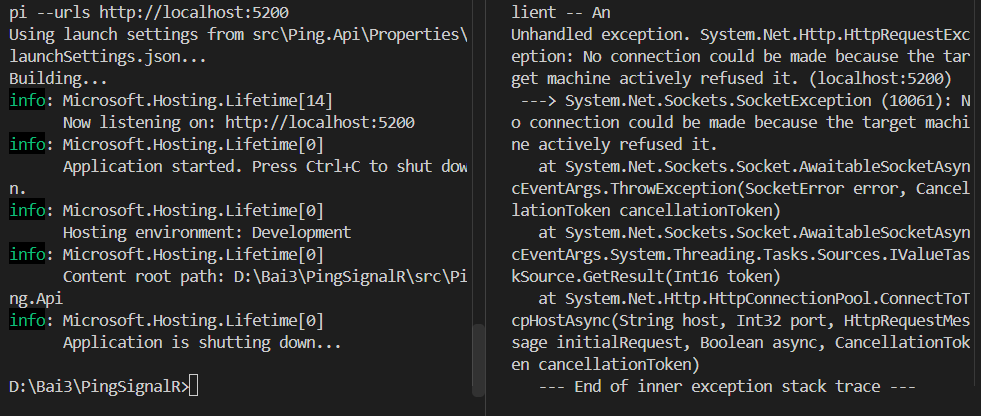 pi --urls http://localhost:5200
Using launch settings from src\Ping.Api\Properties\
launchSettings.json...
Building...
info: Microsoft.Hosting.Lifetime[14]
      Now listening on: http://localhost:5200
info: Microsoft.Hosting.Lifetime[0]
      Application started. Press Ctrl+C to shut dow
n.
info: Microsoft.Hosting.Lifetime[0]
      Hosting environment: Development
info: Microsoft.Hosting.Lifetime[0]
      Content root path: D:\Bai3\PingSignalR\src\Pi
ng.Api
info: Microsoft.Hosting.Lifetime[0]
      Application is shutting down...
D:\Bai3\PingSignalR>
lient -- An
Unhandled exception. System.Net.Http.HttpRequestExc
eption: No connection could be made because the tar
get machine actively refused it. (localhost:5200)
 ---> System.Net.Sockets.SocketException (10061): N
o connection could be made because the target machi
ne actively refused it.
   at System.Net.Sockets.Socket.AwaitableSocketAsyn
cEventArgs.ThrowException(SocketError error, Cancel
lationToken cancellationToken)
   at System.Net.Sockets.Socket.AwaitableSocketAsyn
cEventArgs.System.Threading.Tasks.Sources.IValueTas
kSource.GetResult(Int16 token)
   at System.Net.Http.HttpConnectionPool.ConnectToT
cpHostAsync(String host, Int32 port, HttpRequestMes
sage initialRequest, Boolean async, CancellationTok
en cancellationToken)
   --- End of inner exception stack trace ---